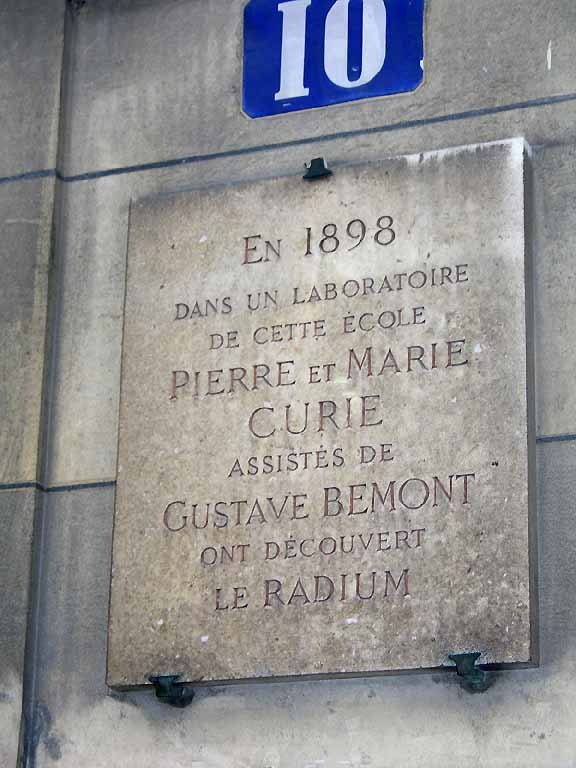 10
EN 1898
DANS UN LABORATOIRE
DE CETTE ÉCOLE
PIERRE ET MARIE
CURIE
ASSISTÉS DE
GUSTAVE BEMONT
ONT DÉCOUVERT
LE RADIUM